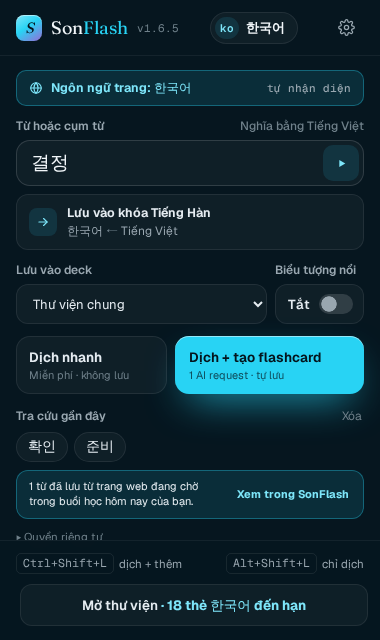 S SonFlash v1.6.5 ko 한국어
Ngôn ngữ trang: 한국어 tự nhận diện
Từ hoặc cụm từ Nghĩa bằng Tiếng Việt
결정
Lưu vào khóa Tiếng Hàn
한국어 ← Tiếng Việt
Lưu vào deck Biểu tượng nổi
Thư viện chung Tắt
Dịch nhanh Dịch + tạo flashcard
Miễn phí · không lưu 1 AI request · tự lưu
Tra cứu gần đây Xóa
확인 준비
1 từ đã lưu từ trang web đang chờ
trong buổi học hôm nay của bạn. Xem trong SonFlash
▸ Quyền riêng tư
Ctrl+Shift+L dịch + thêm Alt+Shift+L chỉ dịch
Mở thư viện · 18 thẻ 한국어 đến hạn